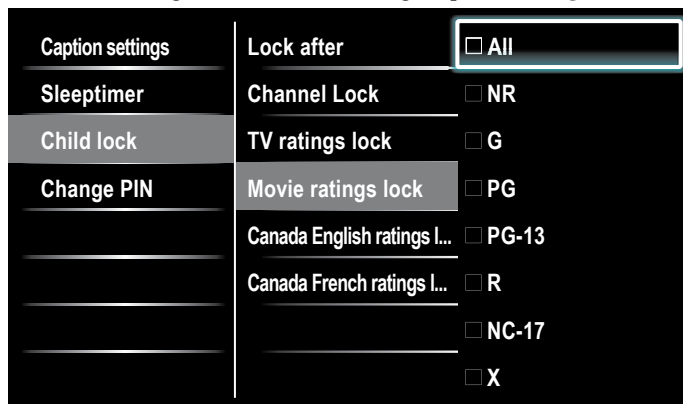 Caption settings
Sleeptimer
Child lock
Change PIN
Lock after
Channel Lock
TV ratings lock
Movie ratings lock
Canada English ratings l...
Canada French ratings l...
All
NR
G
PG
PG-13
R
NC-17
X